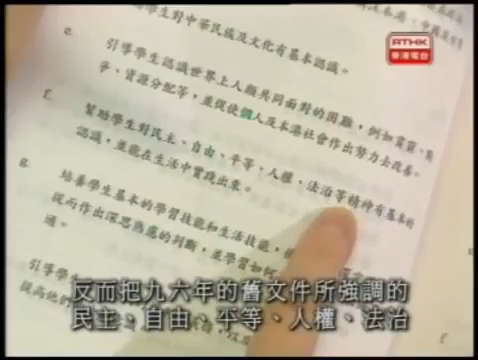 學生對中華民族及文化有基本認識。
RTHK
香港電台
e.
引導學生認識世界上人類共同面對的困難，例如貧窮、
爭、資源分配等，並促使個人及本港社會作出努力去改善。
f.
幫助學生對民主、自由、平等、人權、法治等精神有基本的
認識，並能在生活中實踐出來。
g.
培養學生基本的學習技能和生活技能，
從而作出深思熟慮的判斷，並學習如何
通。
引導學生
反而把九六年的舊文件所強調的
民主、自由、平等、人權、法治